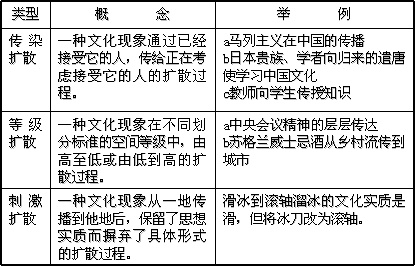 类型 概念 举例
传染扩散
一种文化现象通过已经
接受它的人，传给正在考
虑接受它的人的扩散过
程。
a马列主义在中国的传播
b日本贵族、学者向归来的遣唐
使学习中国文化
c教师向学生传授知识
等级扩散
一种文化现象在不同划
分标准的空间等级中，由
高至低或由低到高的扩
散过程。
a中央会议精神的层层传达
b苏格兰威士忌酒从乡村流传到
城市
刺激扩散
一种文化现象从一地传
播到他地后，保留了思想
实质而摒弃了具体形式
的扩散过程。
滑冰到滚轴溜冰的文化实质是
滑，但将冰刀改为滚轴。